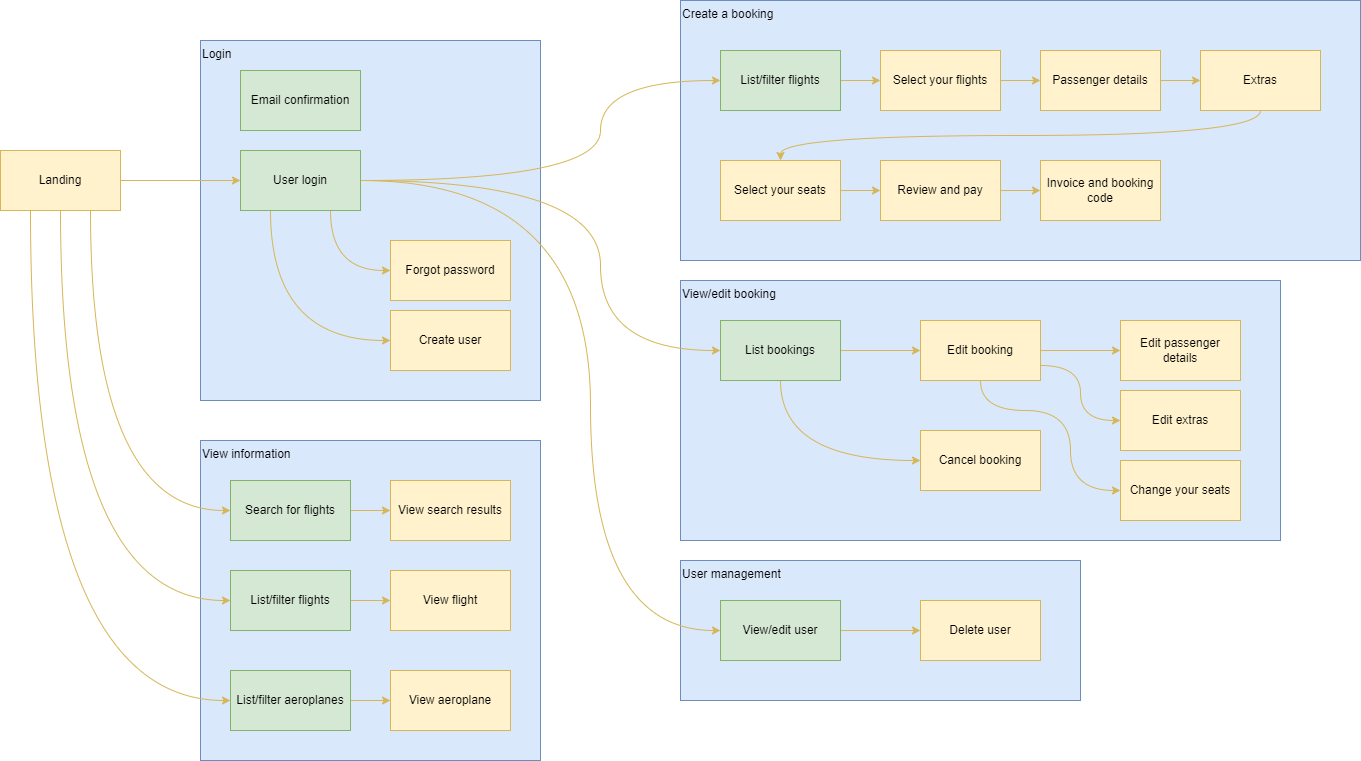 Create a booking
List/filter flights
Select your flights
Passenger details
Extras
Select your seats
Review and pay
Invoice and booking
code
Login
Email confirmation
Landing
User login
Forgot password
Create user
View/edit booking
List bookings
Edit booking
Edit passenger
details
Edit extras
Cancel booking
Change your seats
View information
Search for flights
View search results
List/filter flights
View flight
List/filter aeroplanes
View aeroplane
User management
View/edit user
Delete user